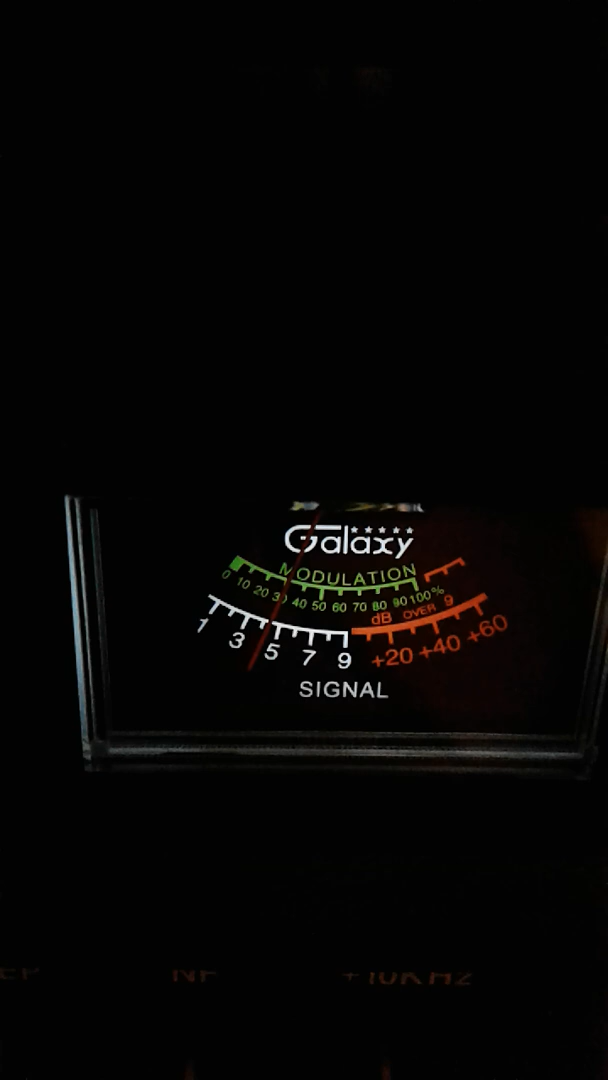 Galaxy
MODULATION
0 10 20 30 40 50 60 70 80 90 100%
dB OVER 9
1 3 5 7 9 +20 +40 +60
SIGNAL
+10KHZ